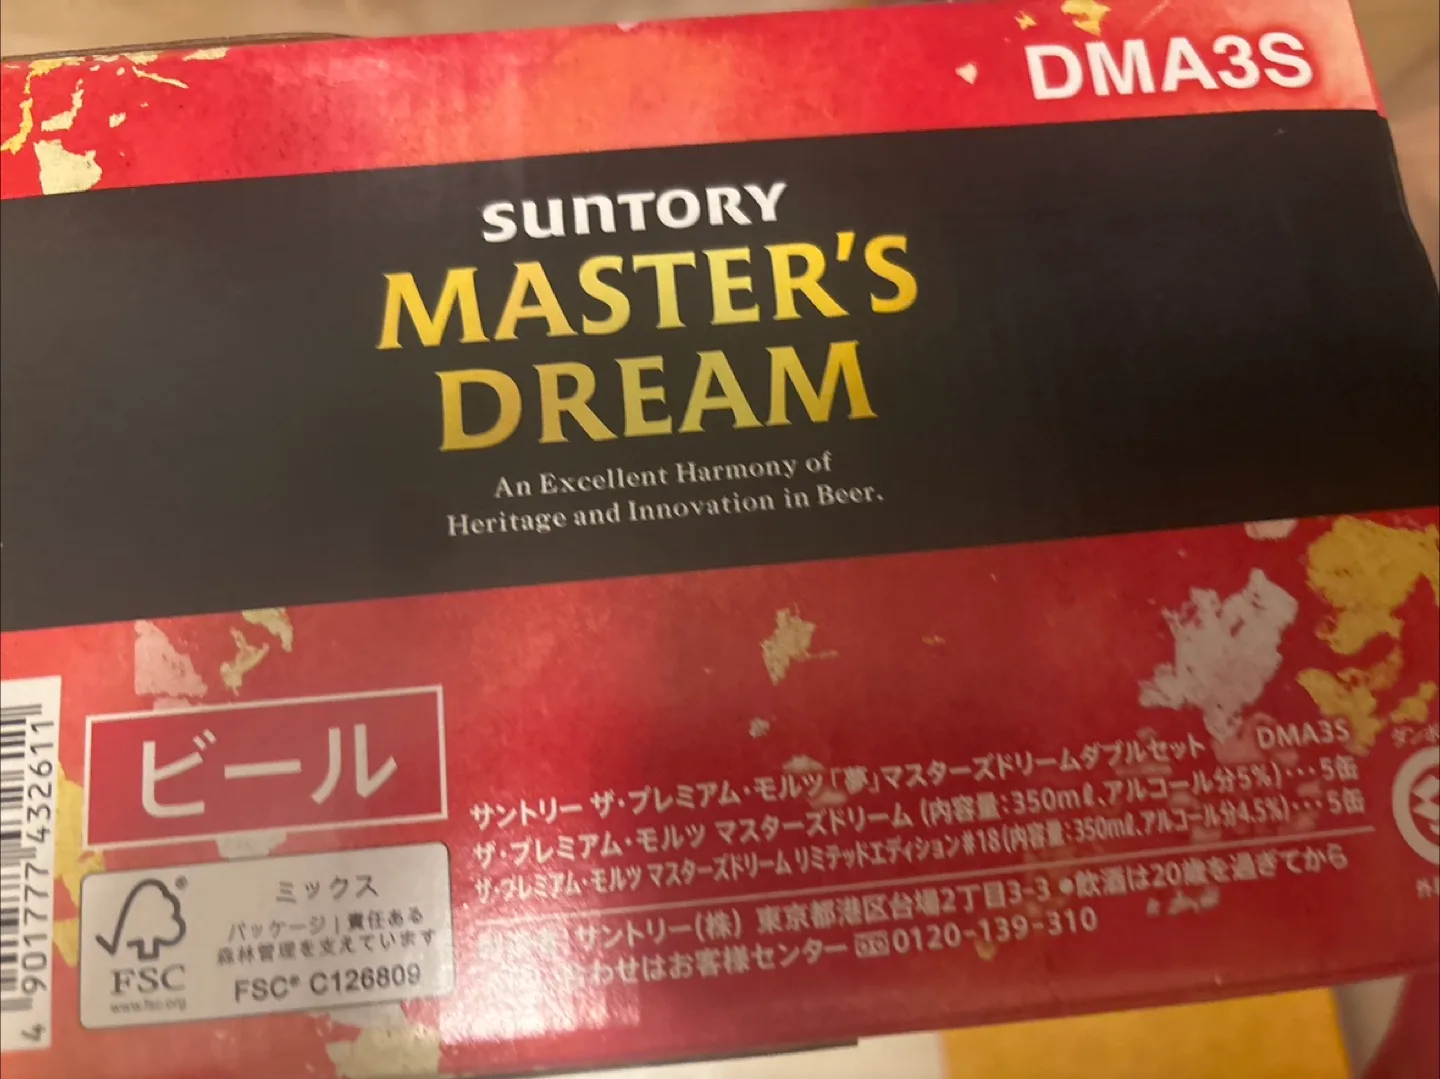 DMA3S
SUNTORY
MASTER'S
DREAM
An Excellent Harmony of
Heritage and Innovation in Beer.
ビール
サントリー ザ・プレミアム・モルツ「夢」マスターズドリームダブルセット DMA3S
ザ・プレミアム・モルツ マスターズドリーム (内容量:350mℓ、アルコール分5%)・・・5缶
ザ・プレミアム・モルツ マスターズドリーム リミテッドエディション#18(内容量:350mℓ、アルコール分4.5%)・・・5缶
サントリー(株) 東京都港区台場2丁目3-3 ●飲酒は20歳を過ぎてから
わせはお客様センター 0120-139-310
ミックス
パッケージ|責任ある
森林管理を支えています
FSC® C126809
FSC®
www.fsc.org
4 901777 432611